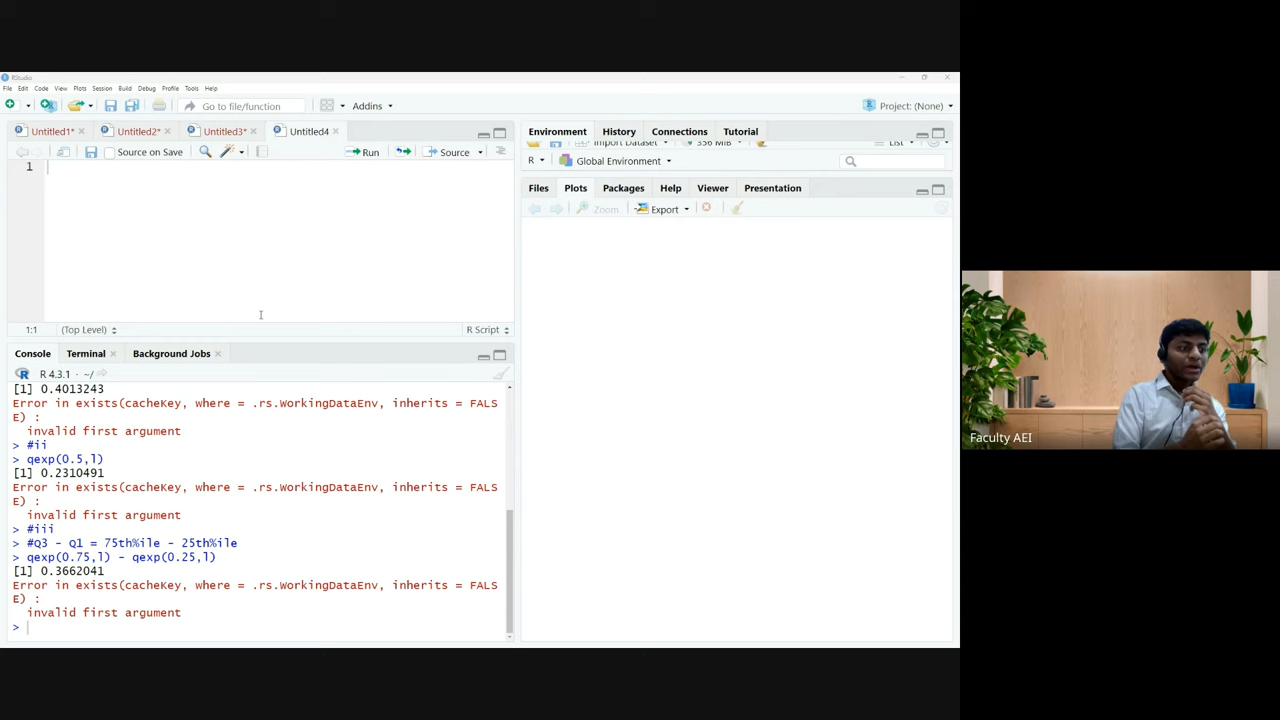 RStudio
File Edit Code View Plots Session Build Debug Profile Tools Help
Go to file/function
Addins
Project: (None)
Untitled1*
Untitled2*
Untitled3*
Untitled4
Source on Save
Run
Source
1
1:1
(Top Level)
R Script
Console
Terminal
Background Jobs
R 4.3.1 · ~/
[1] 0.4013243
Error in exists(cacheKey, where = .rs.WorkingDataEnv, inherits = FALS
E) :
invalid first argument
> #ii
> qexp(0.5,l)
[1] 0.2310491
Error in exists(cacheKey, where = .rs.WorkingDataEnv, inherits = FALS
E) :
invalid first argument
> #iii
> #Q3 - Q1 = 75th%ile - 25th%ile
> qexp(0.75,l) - qexp(0.25,l)
[1] 0.3662041
Error in exists(cacheKey, where = .rs.WorkingDataEnv, inherits = FALS
E) :
invalid first argument
>
Environment
History
Connections
Tutorial
Import Dataset
356 MiB
List
R
Global Environment
Files
Plots
Packages
Help
Viewer
Presentation
Zoom
Export
Faculty AEI